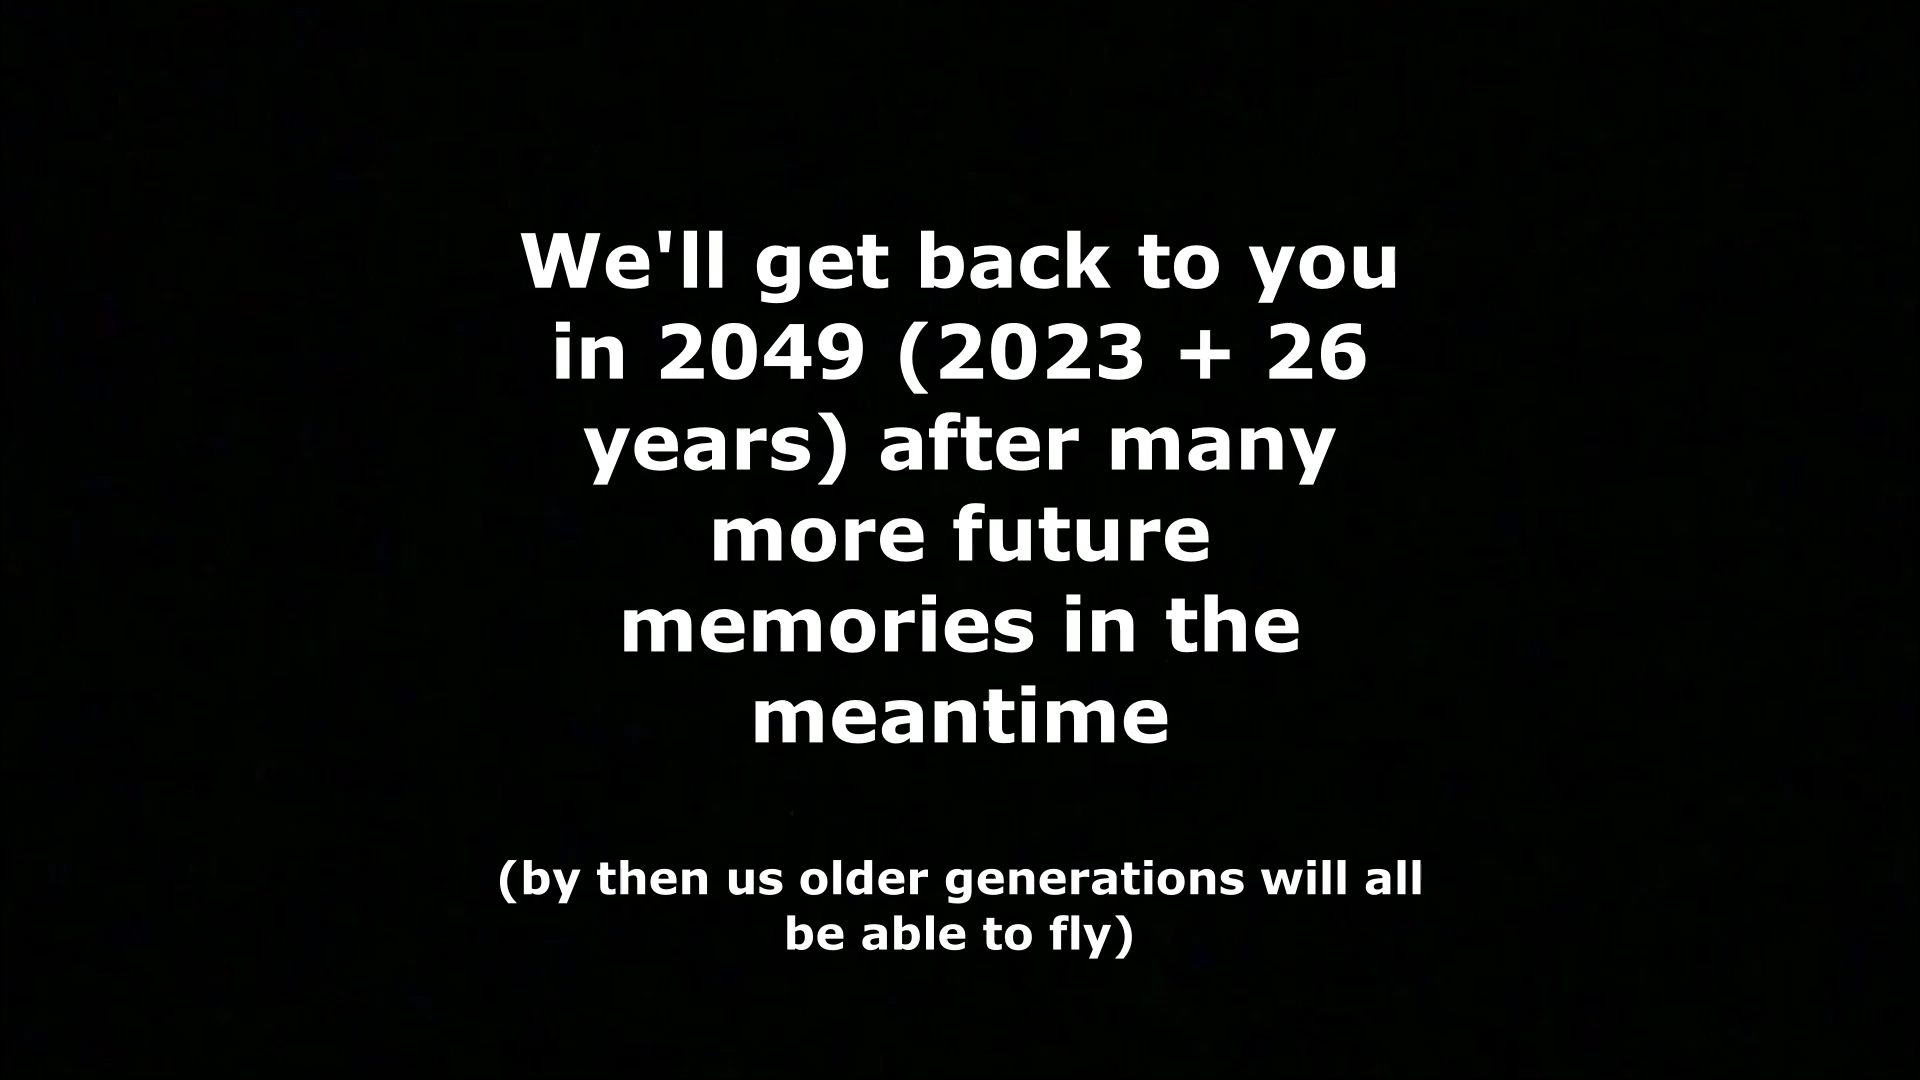 We'll get back to you
in 2049 (2023 + 26
years) after many
more future
memories in the
meantime
(by then us older generations will all
be able to fly)